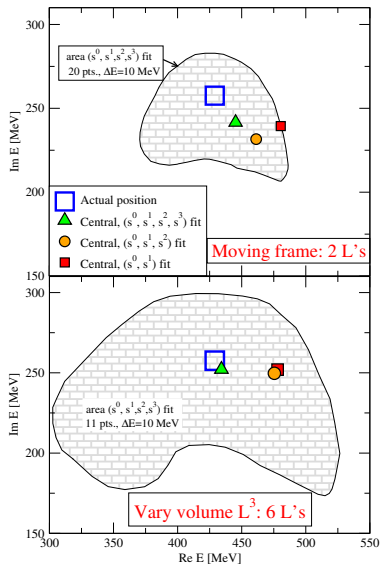 300
area (s⁰, s¹, s², s³) fit
20 pts., ΔE=10 MeV
250
Im E [MeV]
200
Actual position
Central, (s⁰, s¹, s², s³) fit
Central, (s⁰, s¹, s²) fit
Central, (s⁰, s¹) fit
Moving frame: 2 L's
150
300
250
Im E [MeV]
area (s⁰, s¹,s²,s³) fit
11 pts., ΔE=10 MeV
200
Vary volume L³: 6 L's
150
300 350 400 450 500 550
Re E [MeV]